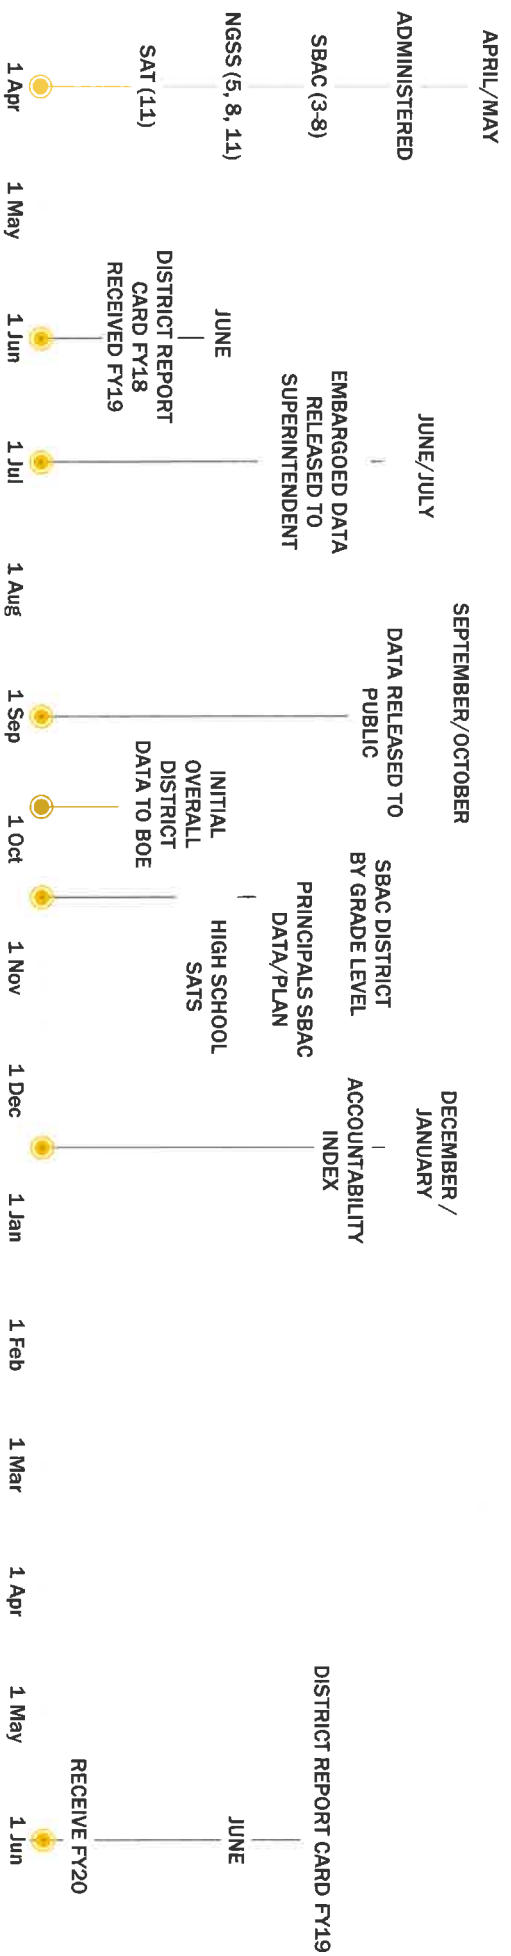 APRIL/MAY
ADMINISTERED
SBAC (3-8)
NGSS (5, 8, 11)
SAT (11)
JUNE
DISTRICT REPORT
CARD FY18
RECEIVED FY19
JUNE/JULY
EMBARGOED DATA
RELEASED TO
SUPERINTENDENT
SEPTEMBER/OCTOBER
DATA RELEASED TO
PUBLIC
INITIAL
OVERALL
DISTRICT
DATA TO BOE
SBAC DISTRICT
BY GRADE LEVEL
PRINCIPALS SBAC
DATA/PLAN
HIGH SCHOOL
SATS
DECEMBER /
JANUARY
ACCOUNTABILITY
INDEX
DISTRICT REPORT CARD FY19
JUNE
RECEIVE FY20
1 Apr
1 May
1 Jun
1 Jul
1 Aug
1 Sep
1 Oct
1 Nov
1 Dec
1 Jan
1 Feb
1 Mar
1 Apr
1 May
1 Jun